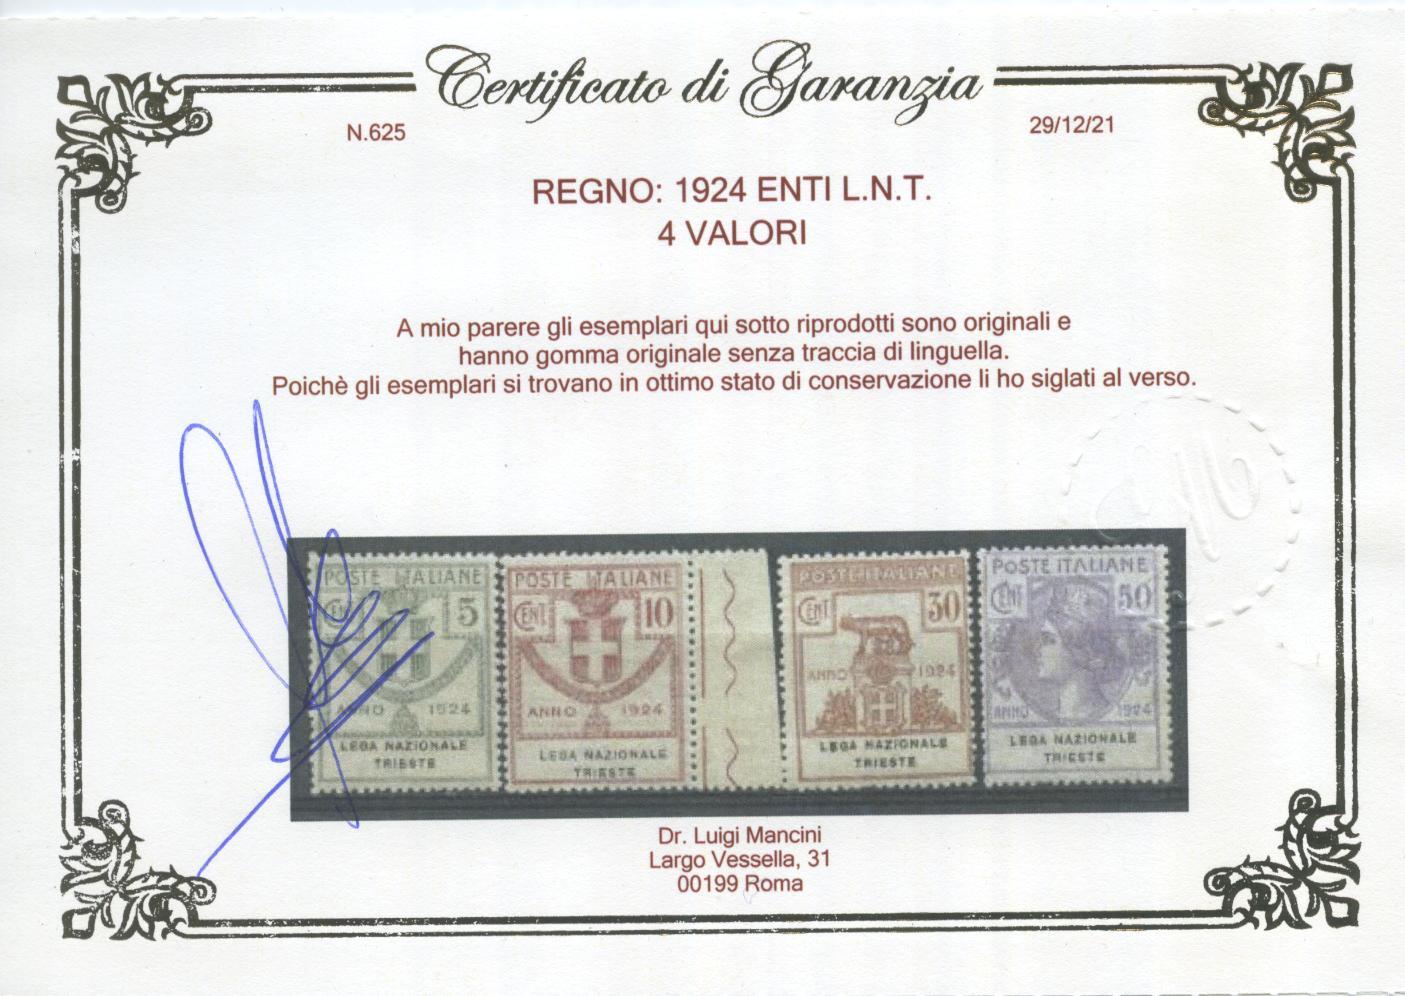 Certificato di Garanzia
N.625
29/12/21
REGNO: 1924 ENTI L.N.T.
4 VALORI
A mio parere gli esemplari qui sotto riprodotti sono originali e
hanno gomma originale senza traccia di linguella.
Poichè gli esemplari si trovano in ottimo stato di conservazione li ho siglati al verso.
POSTE ITALIANE
CENT 5
ANNO 1924
LEGA NAZIONALE
TRIESTE
POSTE ITALIANE
CENT 10
ANNO 1924
LEGA NAZIONALE
TRIESTE
POSTE ITALIANE
CENT 30
ANNO 1924
LEGA NAZIONALE
TRIESTE
POSTE ITALIANE
CENT 50
ANNO 1924
LEGA NAZIONALE
TRIESTE
Dr. Luigi Mancini
Largo Vessella, 31
00199 Roma